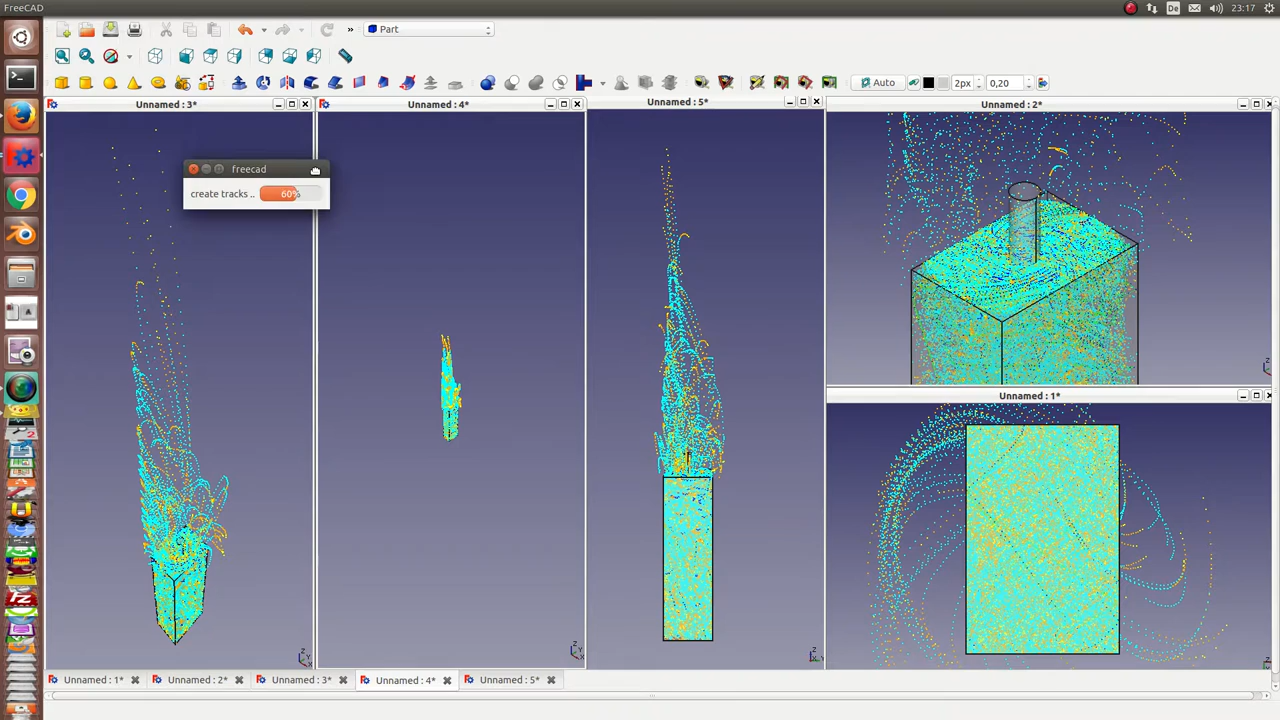 FreeCAD
De
23:17
Part
Auto
2px
0,20
Unnamed : 3*
Unnamed : 4*
Unnamed : 5*
Unnamed : 2*
freecad
create tracks ..
60%
Unnamed : 1*
Unnamed : 1*
Unnamed : 2*
Unnamed : 3*
Unnamed : 4*
Unnamed : 5*